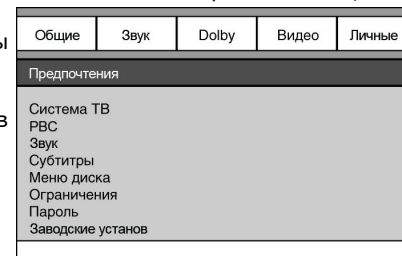 ы
Общие Звук Dolby Видео Личные
Предпочтения
в
Система ТВ
PBC
Звук
Субтитры
Меню диска
Ограничения
Пароль
Заводские установ